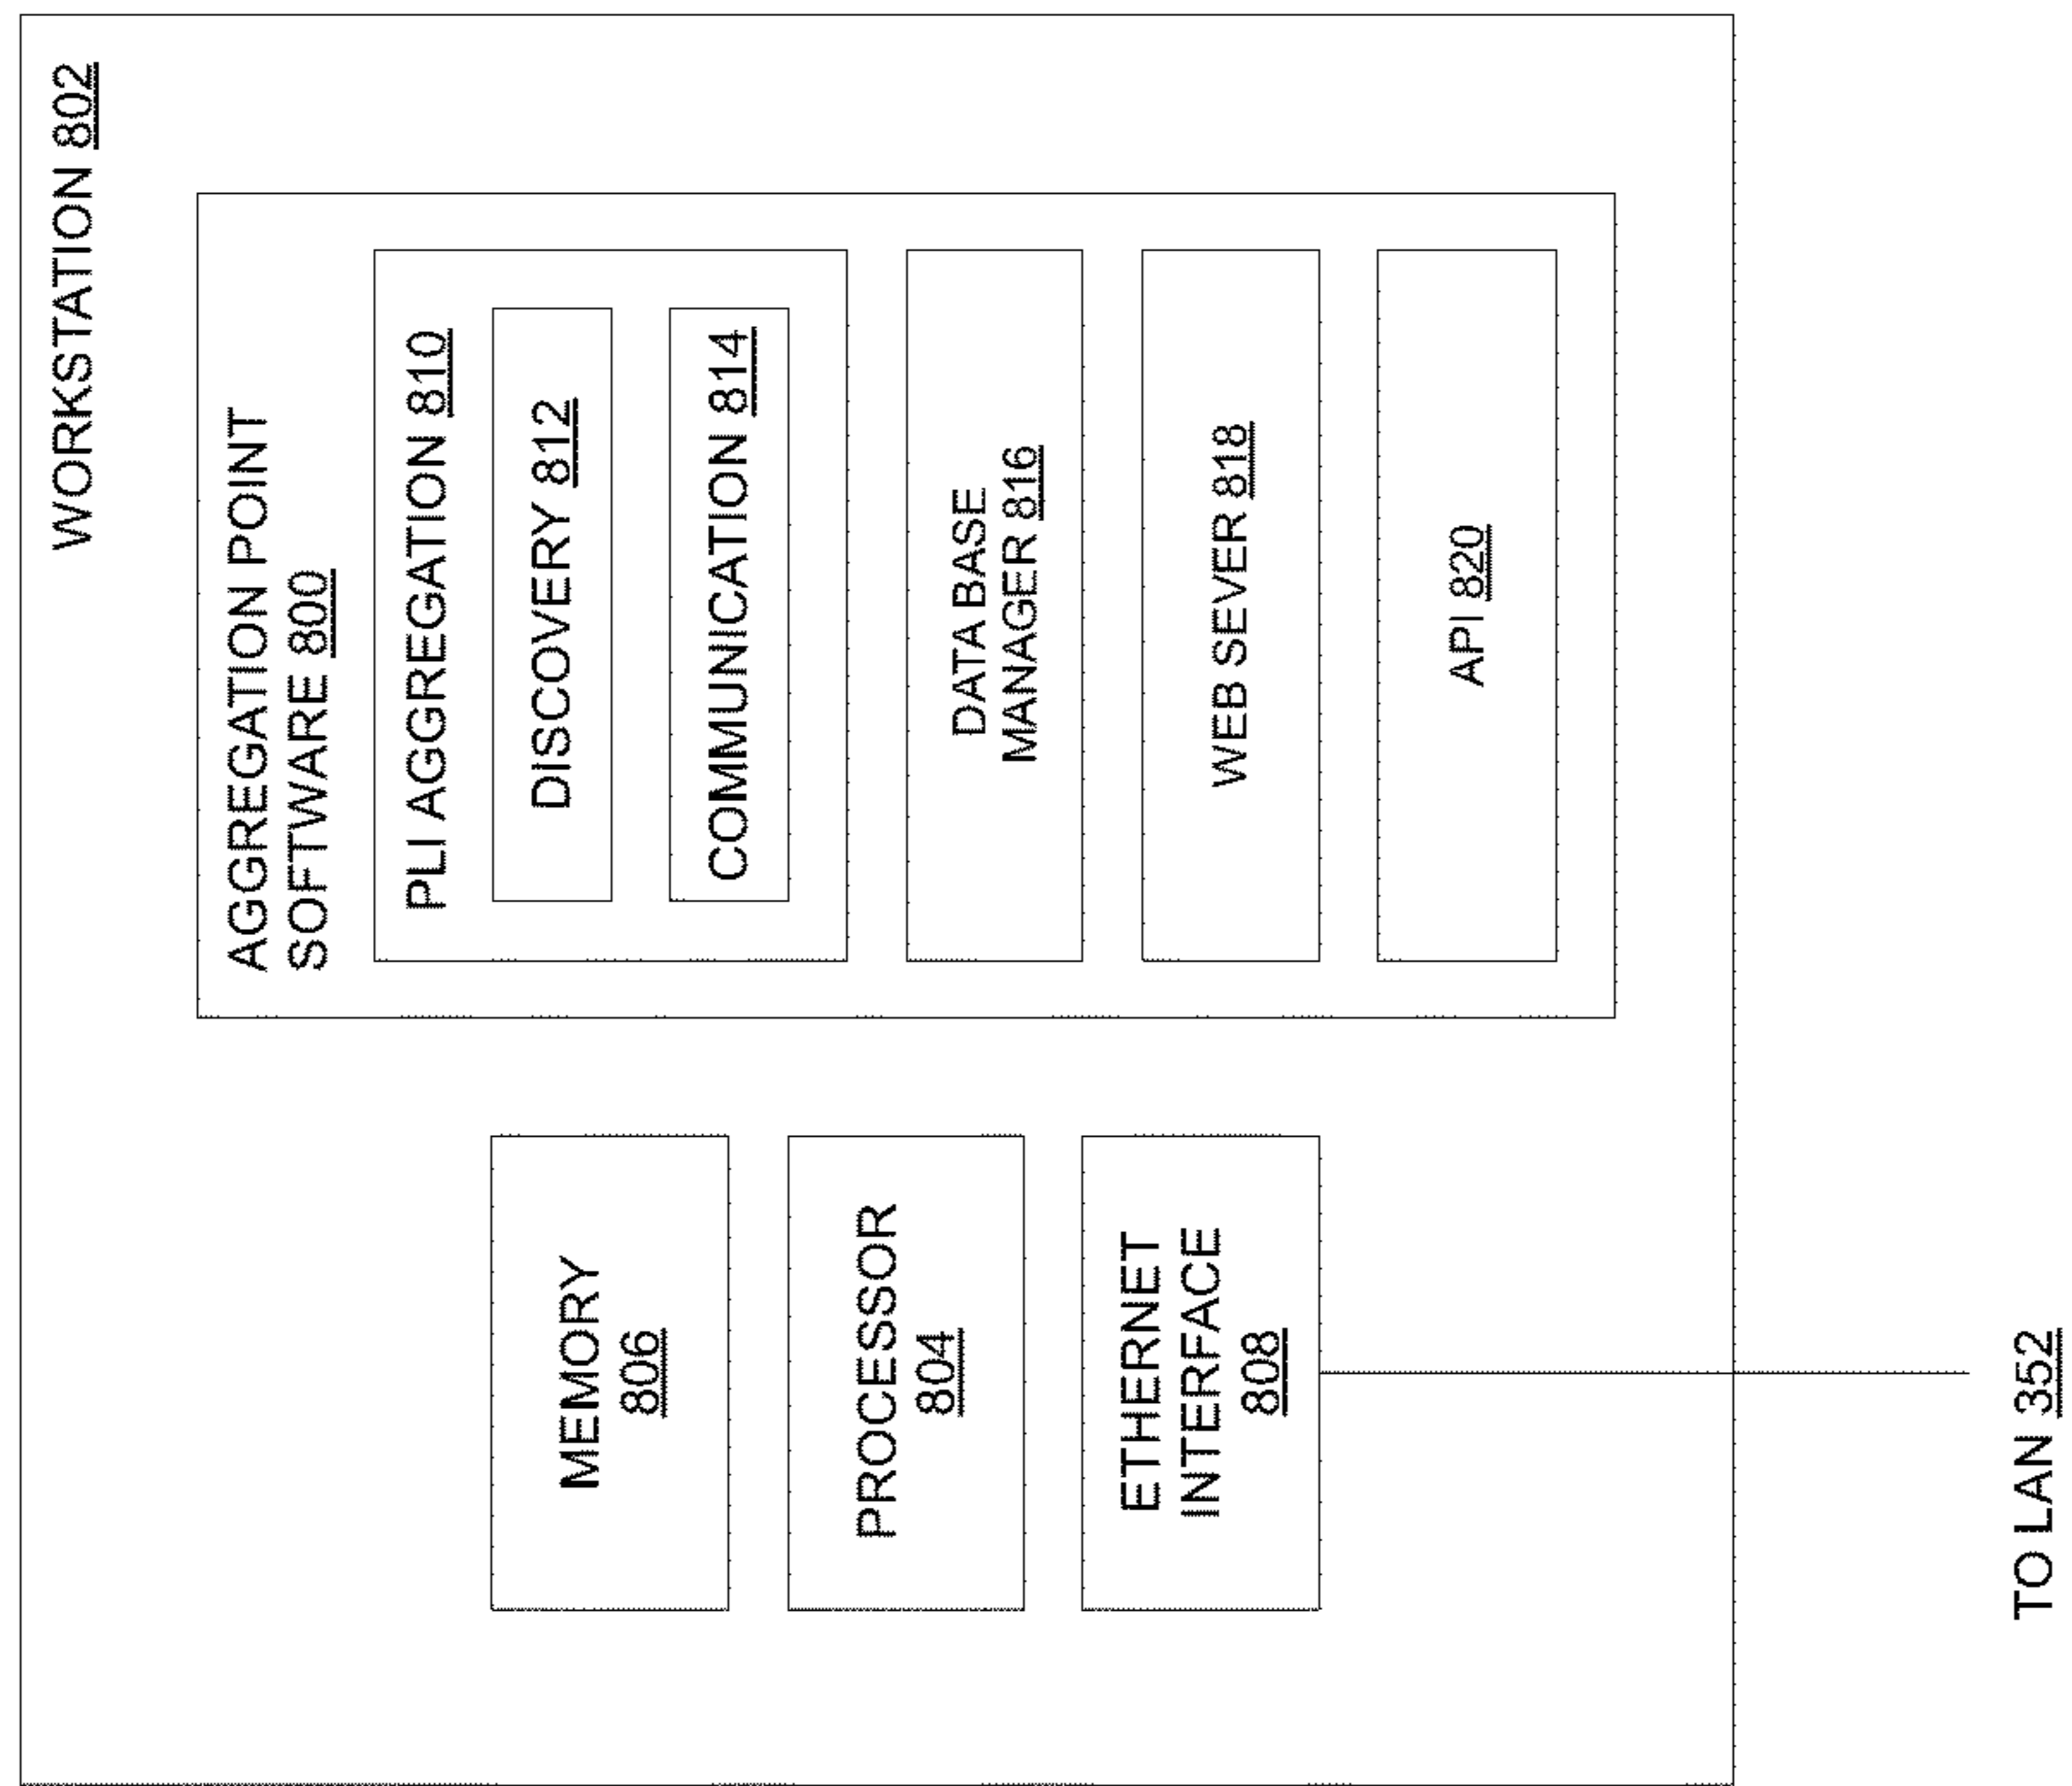 WORKSTATION 802
AGGREGATION POINT
SOFTWARE 800
PLI AGGREGATION 810
DISCOVERY 812
COMMUNICATION 814
DATA BASE
MANAGER 816
WEB SEVER 818
API 820
MEMORY
806
PROCESSOR
804
ETHERNET
INTERFACE
808
TO LAN 352